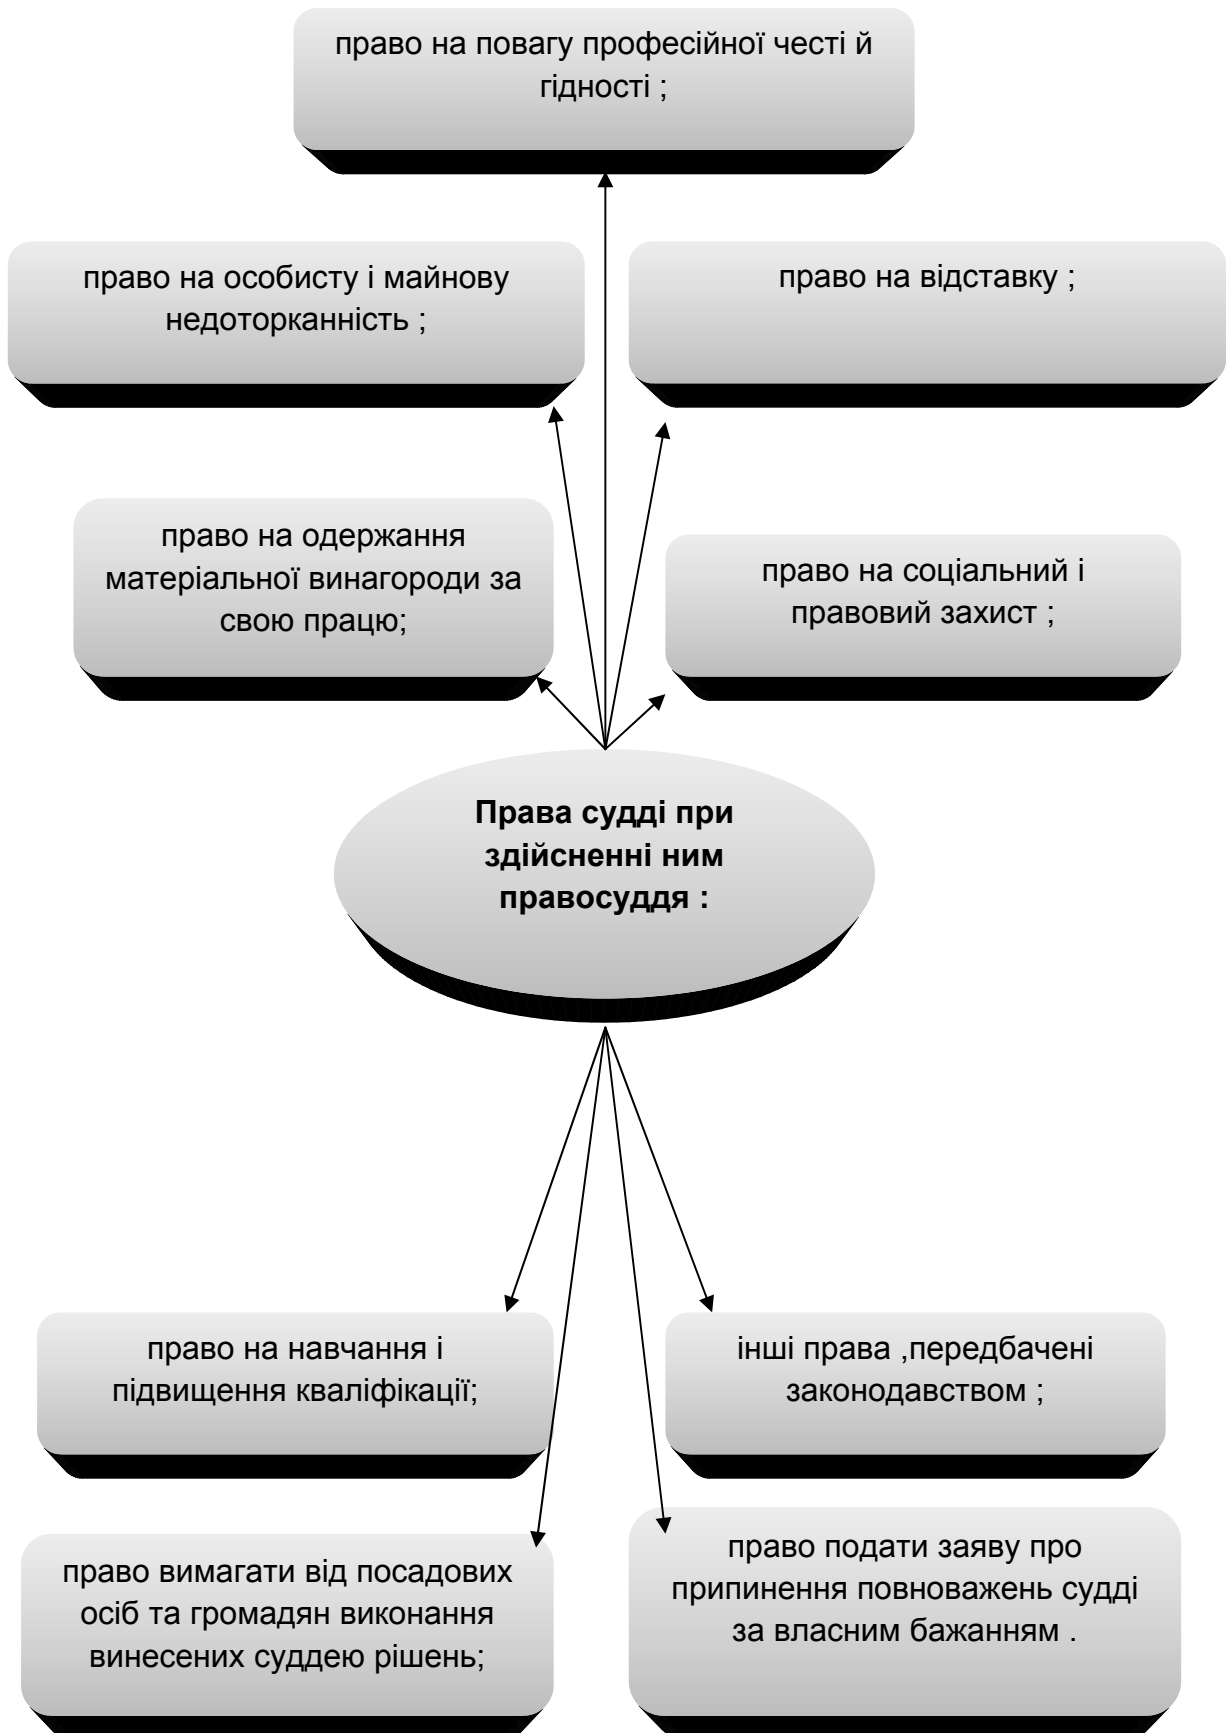 право на повагу професійної честі й
гідності ;
право на особисту і майнову
недоторканність ;
право на відставку ;
право на одержання
матеріальної винагороди за
свою працю;
право на соціальний і
правовий захист ;
Права судді при
здійсненні ним
правосуддя :
право на навчання і
підвищення кваліфікації;
інші права ,передбачені
законодавством ;
право вимагати від посадових
осіб та громадян виконання
винесених суддею рішень;
право подати заяву про
припинення повноважень судді
за власним бажанням .